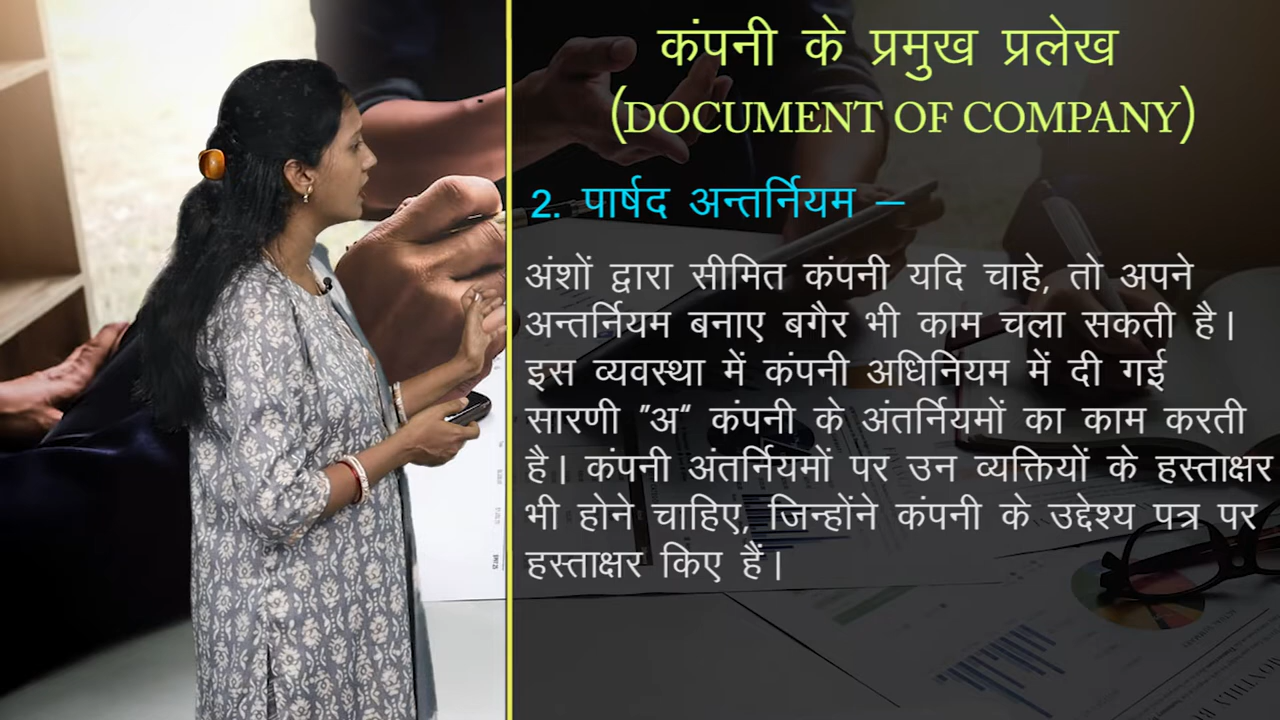 कंपनी के प्रमुख प्रलेख
(DOCUMENT OF COMPANY)
2. पार्षद अन्तर्नियम –
अंशों द्वारा सीमित कंपनी यदि चाहे, तो अपने
अन्तर्नियम बनाए बगैर भी काम चला सकती है।
इस व्यवस्था में कंपनी अधिनियम में दी गई
सारणी "अ" कंपनी के अंतर्नियमों का काम करती
है। कंपनी अंतर्नियमों पर उन व्यक्तियों के हस्ताक्षर
भी होने चाहिए, जिन्होंने कंपनी के उद्देश्य पत्र पर
हस्ताक्षर किए हैं।